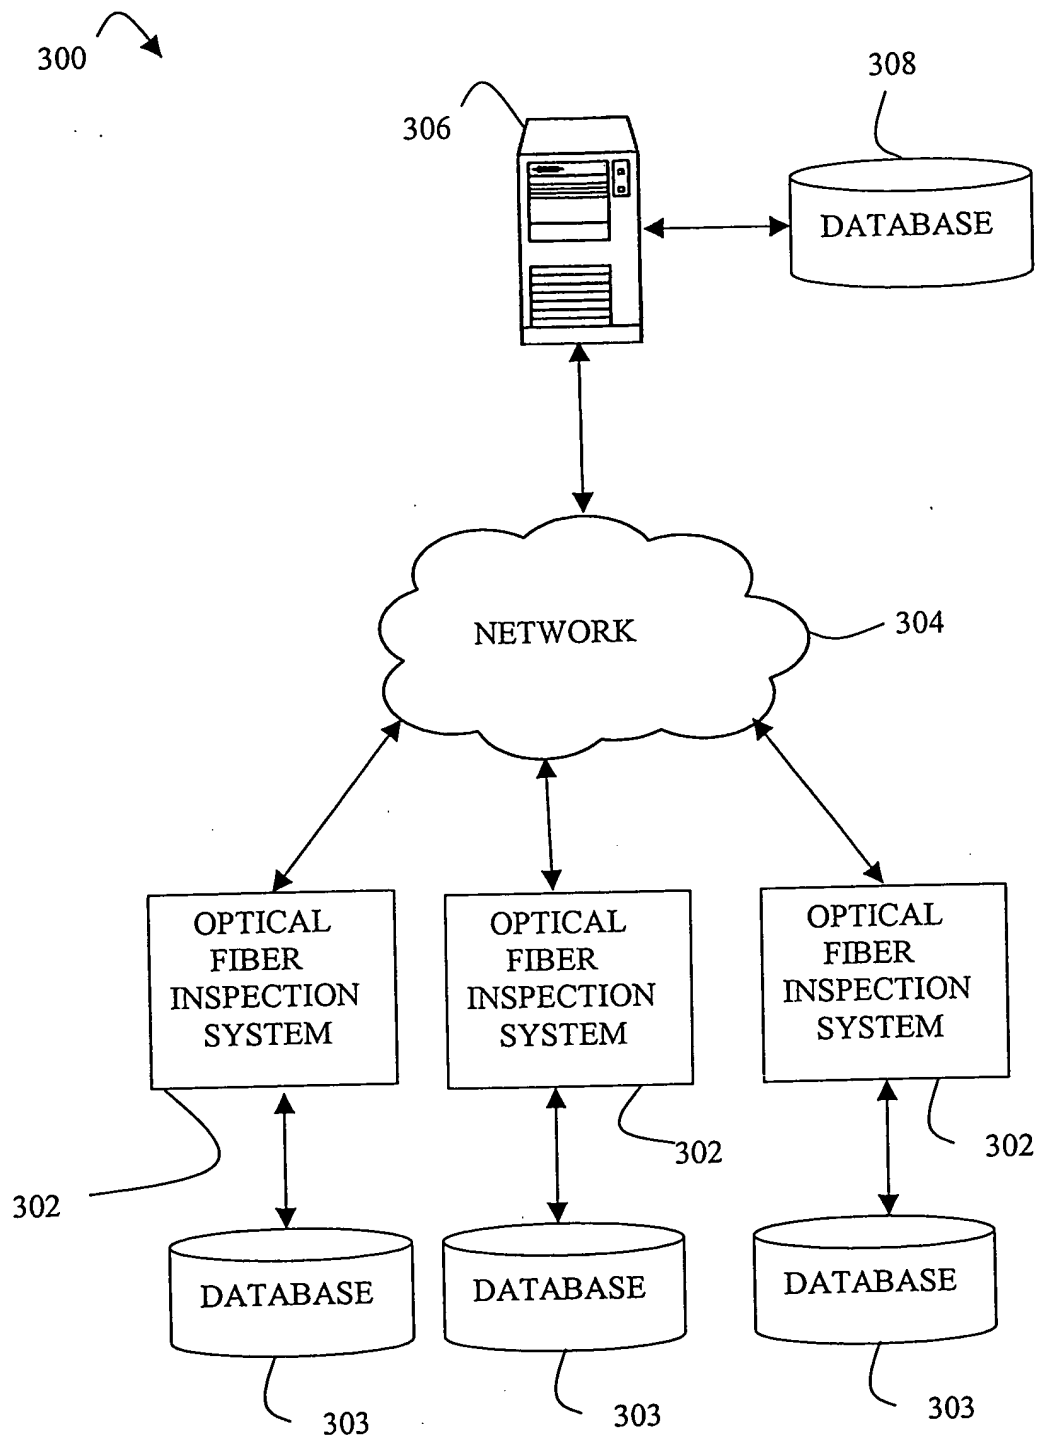 300
308
306
DATABASE
NETWORK
304
OPTICAL
FIBER
INSPECTION
SYSTEM
OPTICAL
FIBER
INSPECTION
SYSTEM
OPTICAL
FIBER
INSPECTION
SYSTEM
302
302
302
DATABASE
DATABASE
DATABASE
303
303
303